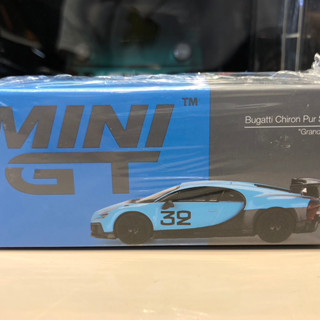 MINI
GT
™
Bugatti Chiron Pur S
"Grand
32